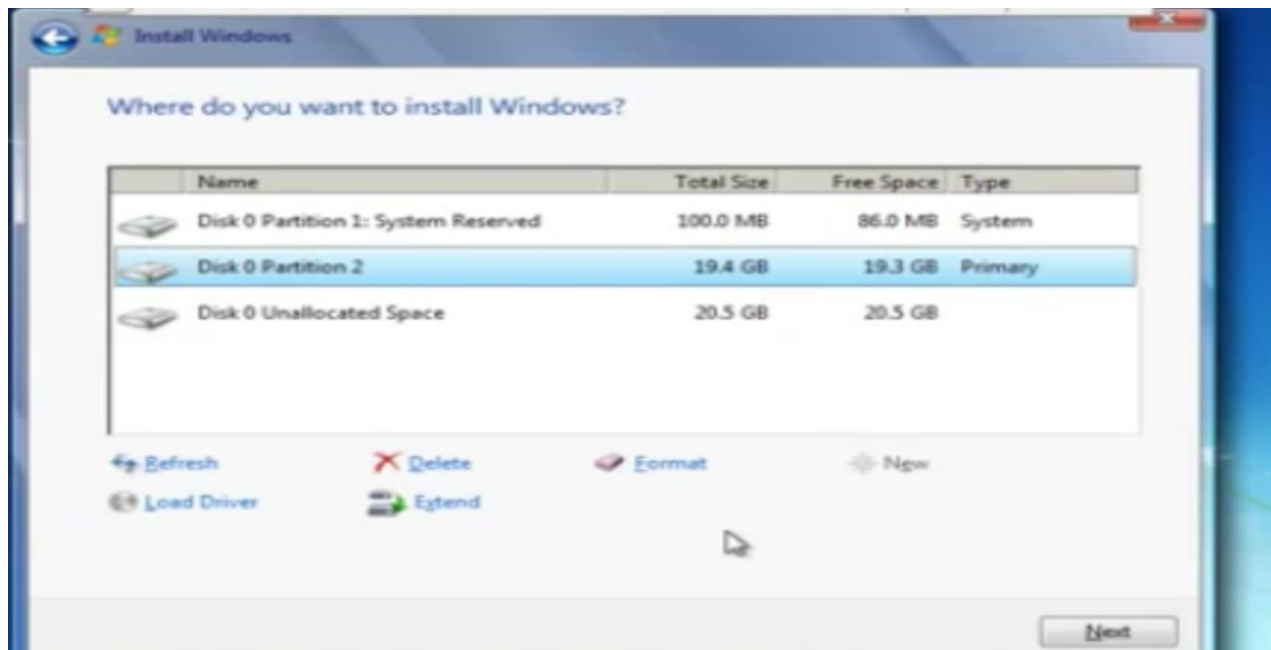 Install Windows
Where do you want to install Windows?
Name Total Size Free Space Type
Disk 0 Partition 1: System Reserved 100.0 MB 86.0 MB System
Disk 0 Partition 2 19.4 GB 19.3 GB Primary
Disk 0 Unallocated Space 20.5 GB 20.5 GB
Refresh Delete Format New
Load Driver Extend
Next